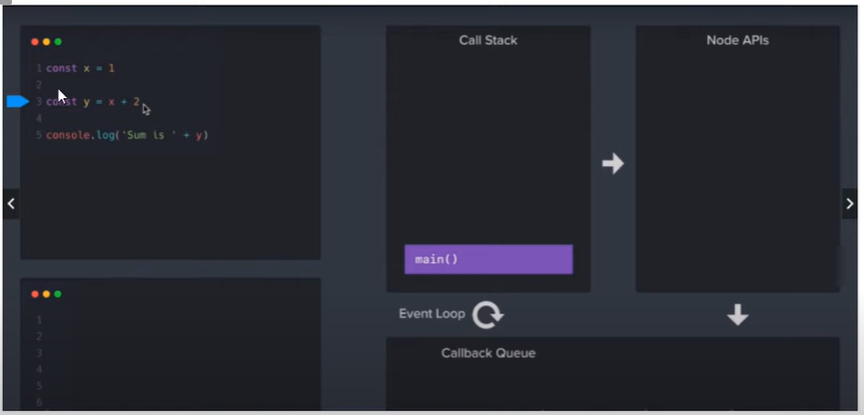 1 const x = 1
2
3 const y = x + 2
4
5 console.log('Sum is ' + y)
Call Stack
main()
Node APIs
Event Loop
Callback Queue
1
2
3
4
5
6